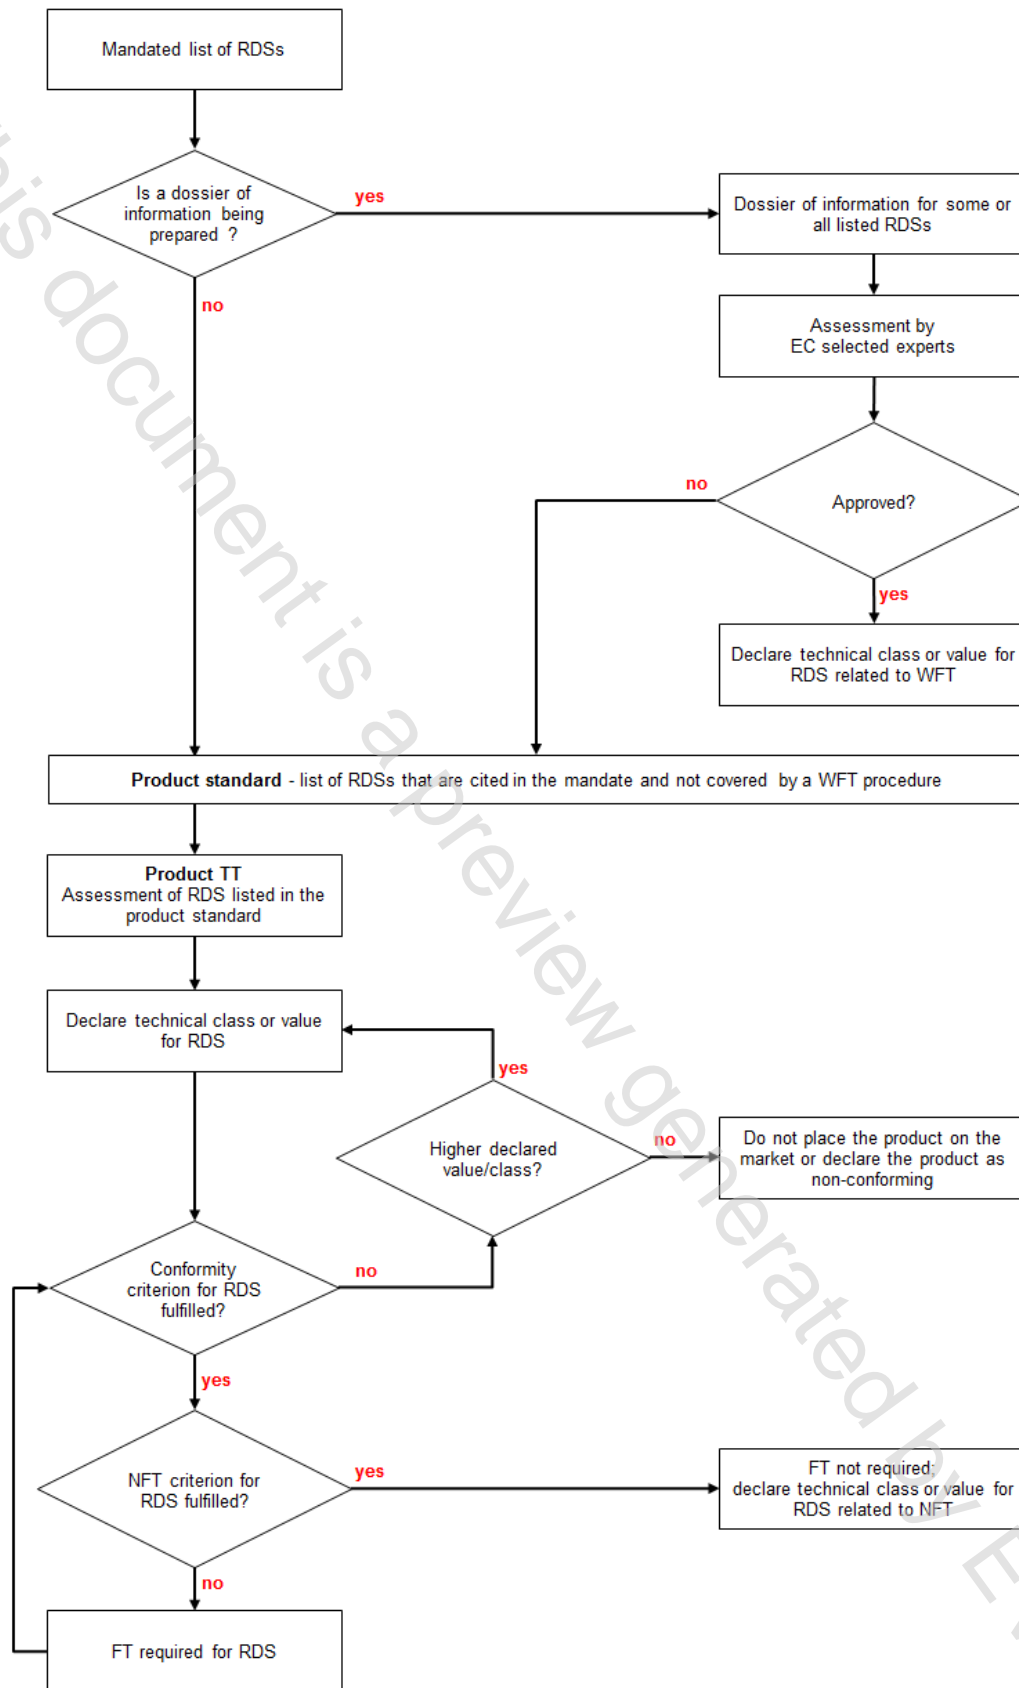 Mandated list of RDSs
Is a dossier of
information being
prepared ?
yes
no
Dossier of information for some or
all listed RDSs
Assessment by
EC selected experts
Approved?
no
yes
Declare technical class or value for
RDS related to WFT
Product standard - list of RDSs that are cited in the mandate and not covered by a WFT procedure
Product TT
Assessment of RDS listed in the
product standard
Declare technical class or value
for RDS
yes
Higher declared
value/class?
no
Do not place the product on the
market or declare the product as
non-conforming
Conformity
criterion for RDS
fulfilled?
no
yes
NFT criterion for
RDS fulfilled?
yes
FT not required;
declare technical class or value for
RDS related to NFT
no
FT required for RDS
document is a preview generated by